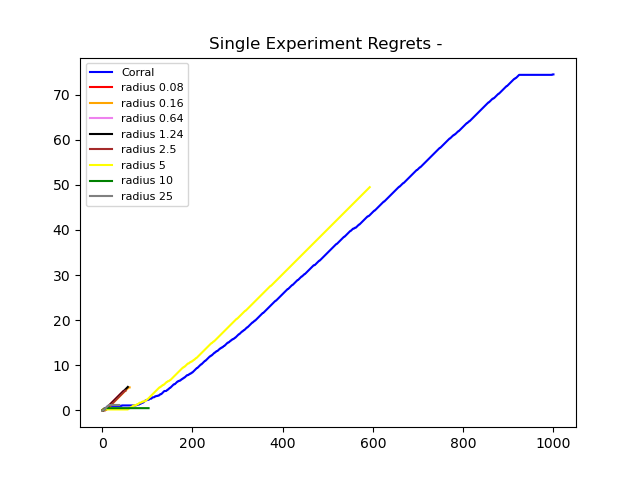 Single Experiment Regrets -
Corral
radius 0.08
radius 0.16
radius 0.64
radius 1.24
radius 2.5
radius 5
radius 10
radius 25
70
60
50
40
30
20
10
0
0 200 400 600 800 1000